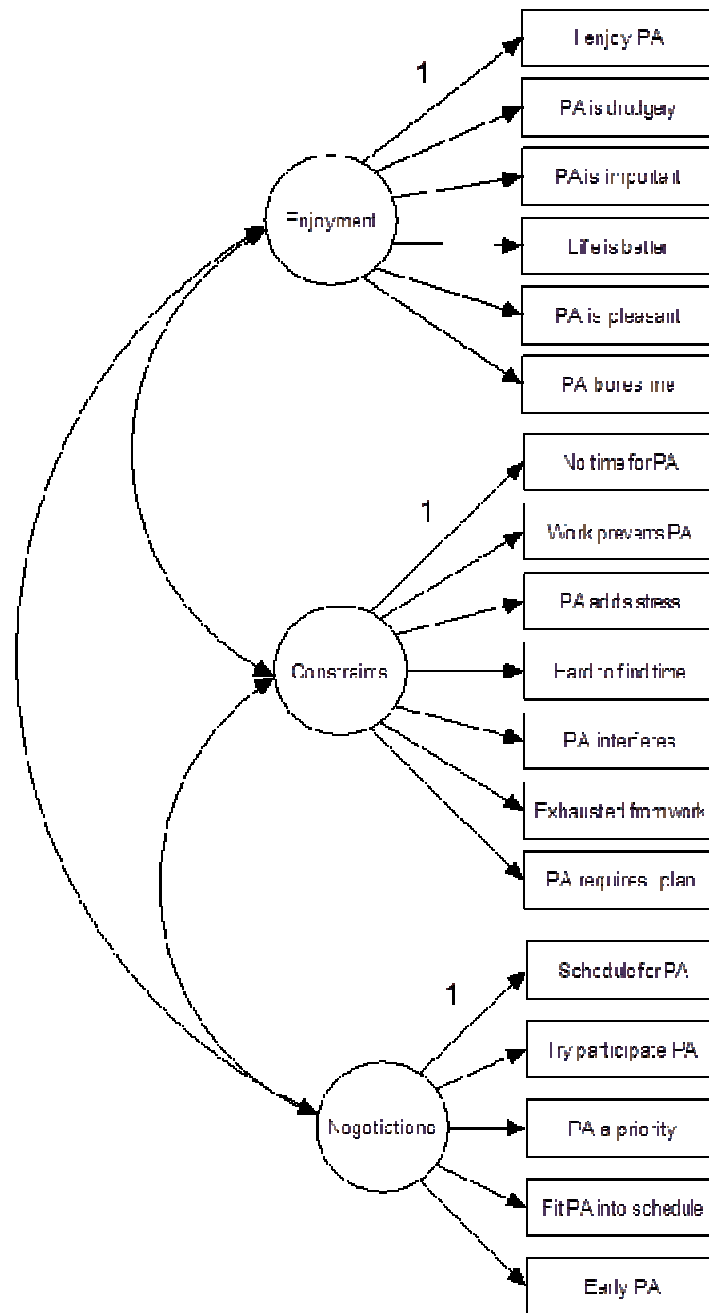 1
I enjoy PA
PA is drudgery
PA is important
Enjoyment
Life is better
PA is pleasant
PA bores me
No time for PA
1
Work prevents PA
PA adds stress
Constraints
Hard to find time
PA interferes
Exhausted from work
PA requires plan
Schedule for PA
1
Try participate PA
Negotiations
PA a priority
Fit PA into schedule
Early PA